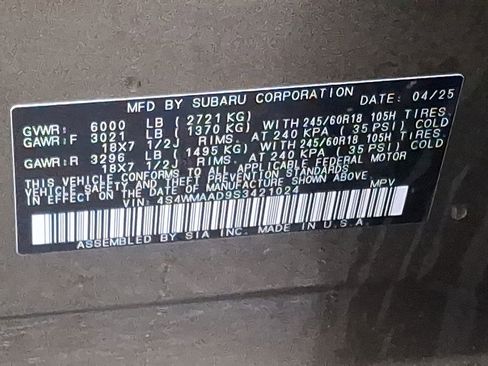 MFD BY SUBARU CORPORATION DATE: 04/25
GVWR: 6000 LB (2721 KG)
GAWR:F 3021 LB (1370 KG) WITH 245/60R18 105H TIRES.
18X7 1/2J RIMS. AT 240 KPA (35 PSI) COLD
GAWR:R 3296 LB (1495 KG) WITH 245/60R18 105H TIRES.
18X7 1/2J RIMS. AT 240 KPA (35 PSI) COLD
THIS VEHICLE CONFORMS TO ALL APPLICABLE FEDERAL MOTOR
VEHICLE SAFETY AND THEFT PREVENTION STANDARDS
IN EFFECT ON THE DATE OF MANUFACTURE SHOWN ABOVE.
VIN: 4S4WMAAD9S3421024 MPV
ASSEMBLED BY SIA INC. MADE IN U.S.A.